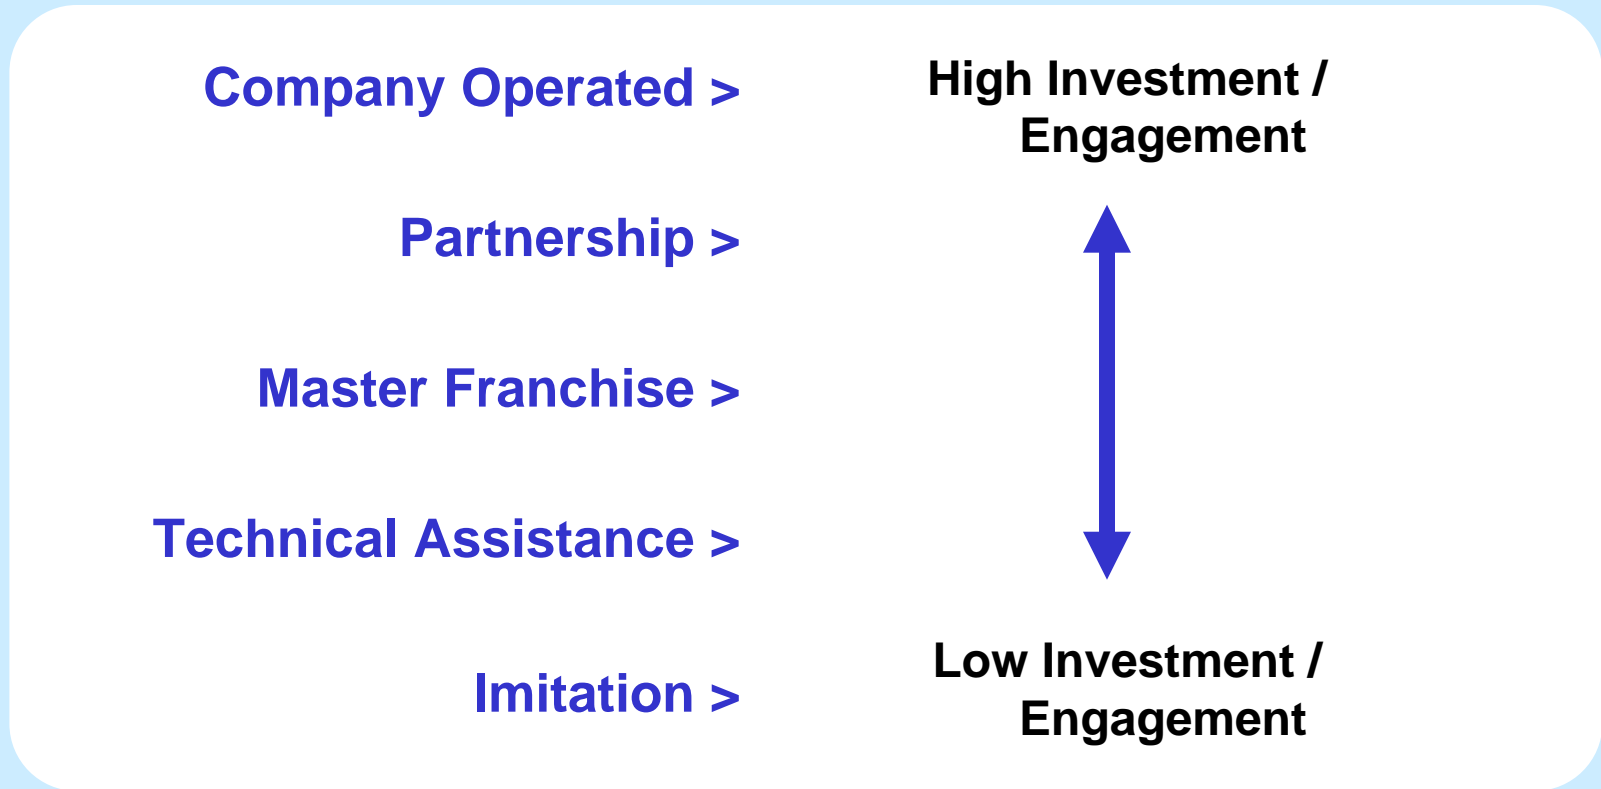 Company Operated >
High Investment /
Engagement
Partnership >
Master Franchise >
Technical Assistance >
Imitation >
Low Investment /
Engagement